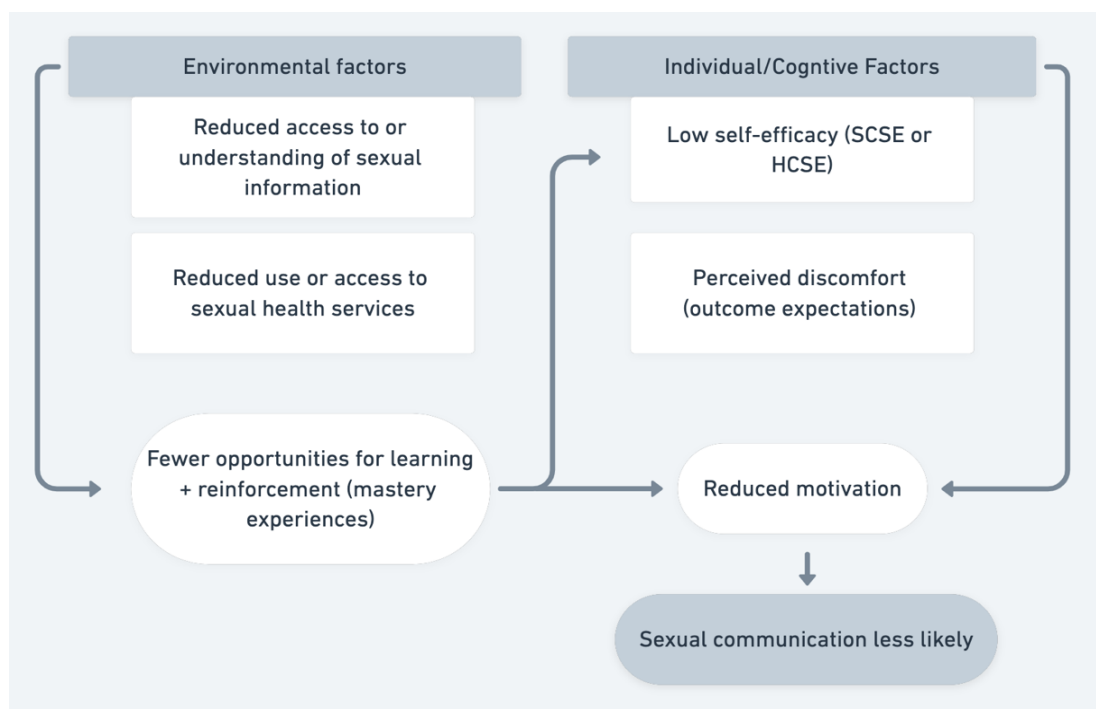 Environmental factors
Reduced access to or
understanding of sexual
information
Reduced use or access to
sexual health services
Fewer opportunities for learning
+ reinforcement (mastery
experiences)
Individual/Cogntive Factors
Low self-efficacy (SCSE or
HCSE)
Perceived discomfort
(outcome expectations)
Reduced motivation
Sexual communication less likely